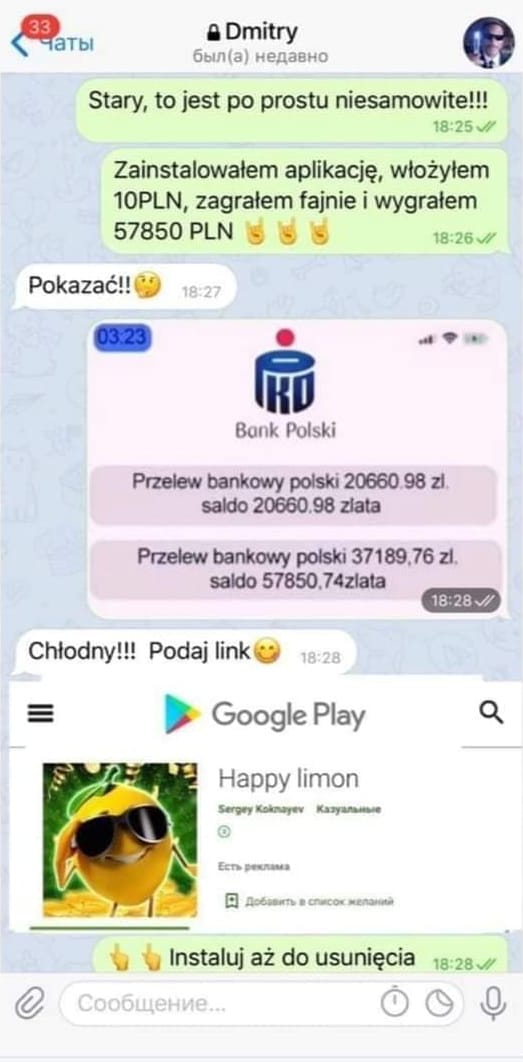 33
Чаты
Dmitry
был(а) недавно
Stary, to jest po prostu niesamowite!!!
18:25
Zainstalowałem aplikację, włożyłem
10PLN, zagrałem fajnie i wygrałem
57850 PLN 🤘🤘🤘
18:26
Pokazać!!🤔 18:27
03:23
PKO
Bank Polski
Przelew bankowy polski 20660.98 zl.
saldo 20660.98 zlata
Przelew bankowy polski 37189,76 zl.
saldo 57850,74zlata
18:28
Chłodny!!! Podaj link😋 18:28
Google Play
Happy limon
Sergey Koknayev Казуальные
3
Есть реклама
Добавить в список желаний
👆👆Instaluj aż do usunięcia 18:28
Сообщение...